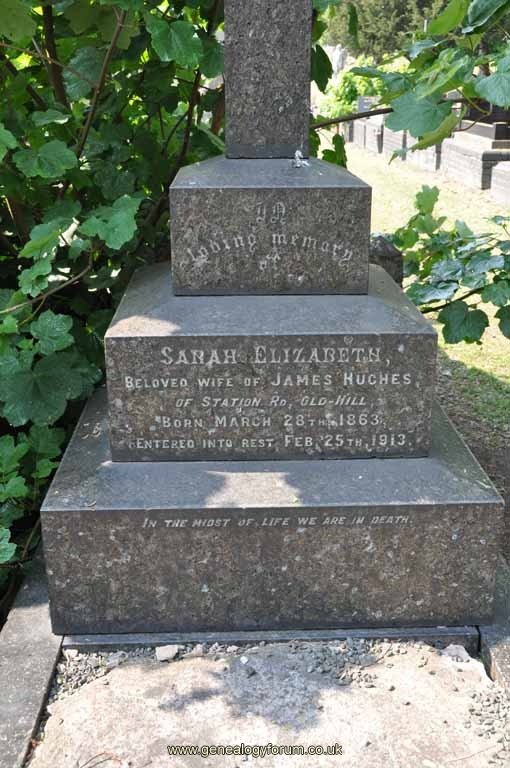 In
Loving memory
of
SARAH ELIZABETH,
BELOVED WIFE OF JAMES HUGHES,
OF STATION RD, OLD-HILL.
BORN MARCH 28TH, 1863,
ENTERED INTO REST, FEB. 25TH, 1913.
IN THE MIDST OF LIFE WE ARE IN DEATH.
www.genealogyforum.co.uk